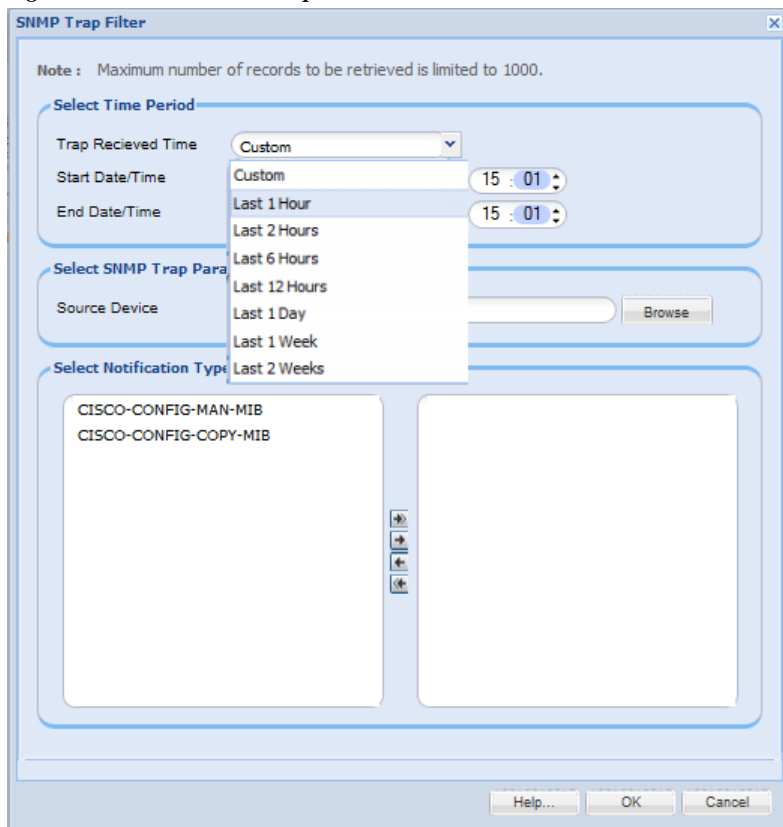 SNMP Trap Filter
Note : Maximum number of records to be retrieved is limited to 1000.
Select Time Period
Trap Recieved Time Custom
Start Date/Time Custom 15 : 01
Last 1 Hour
End Date/Time 15 : 01
Last 2 Hours
Last 6 Hours
Select SNMP Trap Para
Last 12 Hours
Source Device Last 1 Day Browse
Last 1 Week
Select Notification Type Last 2 Weeks
CISCO-CONFIG-MAN-MIB
CISCO-CONFIG-COPY-MIB
Help... OK Cancel